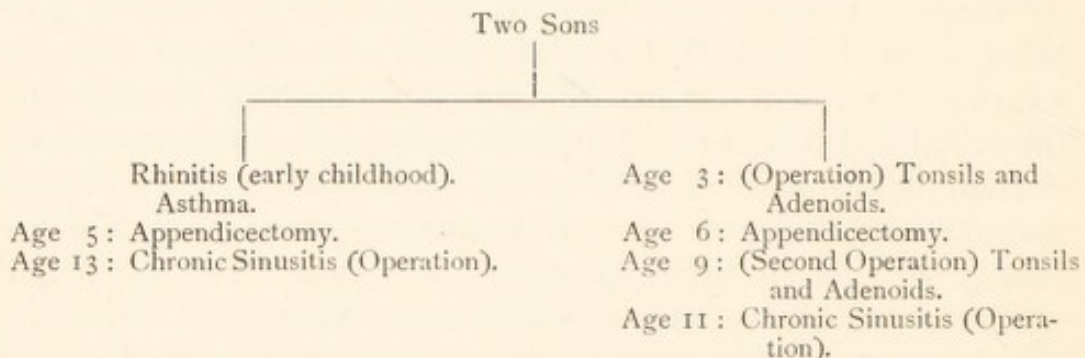 Two Sons
Rhinitis (early childhood).
Asthma.
Age 5: Appendicectomy.
Age 13: Chronic Sinusitis (Operation).
Age 3: (Operation) Tonsils and
Adenoids.
Age 6: Appendicectomy.
Age 9: (Second Operation) Tonsils
and Adenoids.
Age 11: Chronic Sinusitis (Opera-
tion).